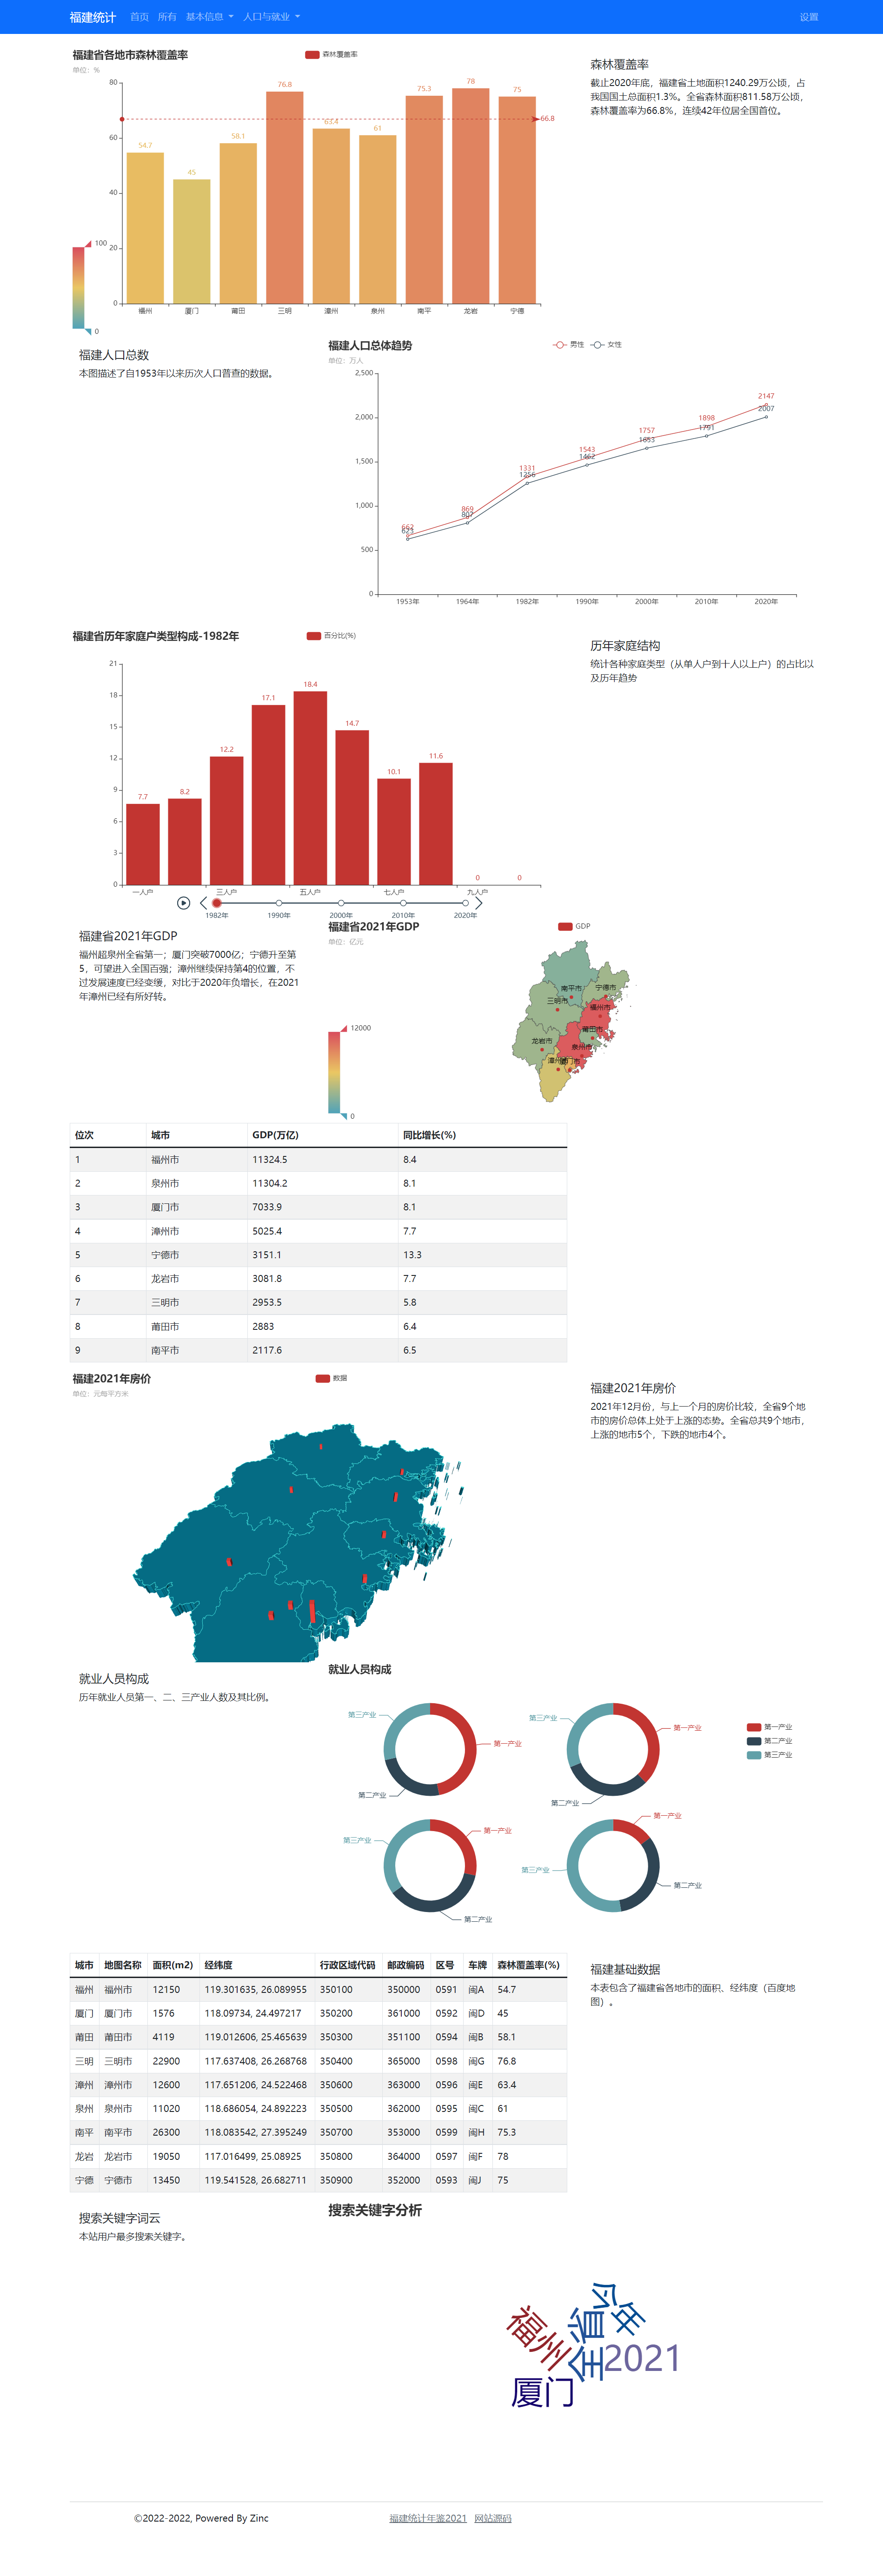 福建统计 首页 所有 基本信息 人口与就业 设置
福建省各地市森林覆盖率
单位：%
森林覆盖率
80
60
40
20
0
54.7
45
58.1
76.8
63.4
61
75.3
78
75
66.8
100
0
福州 厦门 莆田 三明 漳州 泉州 南平 龙岩 宁德
森林覆盖率
截止2020年底，福建省土地面积1240.29万公顷，占
我国国土总面积1.3%。全省森林面积811.58万公顷，
森林覆盖率为66.8%，连续42年位居全国首位。
福建人口总数
本图描述了自1953年以来历次人口普查的数据。
福建人口总体趋势
单位：万人
男性 女性
2,500
2,000
1,500
1,000
500
0
662 869 1331 1543 1757 1898 2147
623 807 1256 1462 1653 1791 2007
1953年 1964年 1982年 1990年 2000年 2010年 2020年
福建省历年家庭户类型构成-1982年
百分比(%)
21
18
15
12
9
6
3
0
7.7 8.2 12.2 17.1 18.4 14.7 10.1 11.6 0 0
一人户 三人户 五人户 七人户 九人户
1982年 1990年 2000年 2010年 2020年
历年家庭结构
统计各种家庭类型（从单人户到十人以上户）的占比以
及历年趋势
福建省2021年GDP
福州超泉州全省第一；厦门突破7000亿；宁德升至第
5，可望进入全国百强；漳州继续保持第4的位置，不
过发展速度已经变缓，对比于2020年负增长，在2021
年漳州已经有所好转。
福建省2021年GDP
单位：亿元
GDP
12000
0
南平市
宁德市
三明市
福州市
莆田市
龙岩市
泉州市
漳州市
厦门市
位次 城市 GDP(万亿) 同比增长(%)
1 福州市 11324.5 8.4
2 泉州市 11304.2 8.1
3 厦门市 7033.9 8.1
4 漳州市 5025.4 7.7
5 宁德市 3151.1 13.3
6 龙岩市 3081.8 7.7
7 三明市 2953.5 5.8
8 莆田市 2883 6.4
9 南平市 2117.6 6.5
福建2021年房价
单位：元每平方米
数据
福建2021年房价
2021年12月份，与上一个月的房价比较，全省9个地
市的房价总体上处于上涨的态势。全省总共9个地市，
上涨的地市5个，下跌的地市4个。
就业人员构成
历年就业人员第一、二、三产业人数及其比例。
就业人员构成
第三产业 第一产业 第二产业
第三产业 第一产业 第二产业
第一产业
第二产业
第三产业
第三产业 第一产业 第二产业
第三产业 第一产业 第二产业
城市 地图名称 面积(m2) 经纬度 行政区域代码 邮政编码 区号 车牌 森林覆盖率(%)
福州 福州市 12150 119.301635, 26.089955 350100 350000 0591 闽A 54.7
厦门 厦门市 1576 118.09734, 24.497217 350200 361000 0592 闽D 45
莆田 莆田市 4119 119.012606, 25.465639 350300 351100 0594 闽B 58.1
三明 三明市 22900 117.637408, 26.268768 350400 365000 0598 闽G 76.8
漳州 漳州市 12600 117.651206, 24.522468 350600 363000 0596 闽E 63.4
泉州 泉州市 11020 118.686054, 24.892223 350500 362000 0595 闽C 61
南平 南平市 26300 118.083542, 27.395249 350700 353000 0599 闽H 75.3
龙岩 龙岩市 19050 117.016499, 25.08925 350800 364000 0597 闽F 78
宁德 宁德市 13450 119.541528, 26.682711 350900 352000 0593 闽J 75
福建基础数据
本表包含了福建省各地市的面积、经纬度（百度地
图）。
搜索关键字词云
本站用户最多搜索关键字。
搜索关键字分析
福州
全省
今年
2021
厦门
©2022-2022, Powered By Zinc 福建统计年鉴2021 网站源码